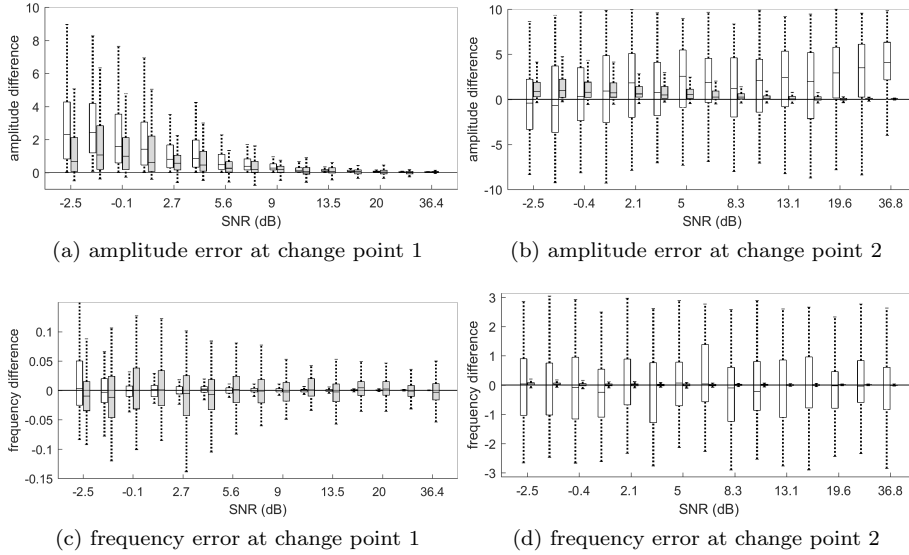 10
8
6
4
2
0
amplitude difference
-2.5 -0.1 2.7 5.6 9 13.5 20 36.4
SNR (dB)
(a) amplitude error at change point 1
10
5
0
-5
-10
amplitude difference
-2.5 -0.4 2.1 5 8.3 13.1 19.6 36.8
SNR (dB)
(b) amplitude error at change point 2
0.1
0.05
0
-0.05
-0.1
-0.15
frequency difference
-2.5 -0.1 2.7 5.6 9 13.5 20 36.4
SNR (dB)
(c) frequency error at change point 1
3
2
1
0
-1
-2
-3
frequency difference
-2.5 -0.4 2.1 5 8.3 13.1 19.6 36.8
SNR (dB)
(d) frequency error at change point 2